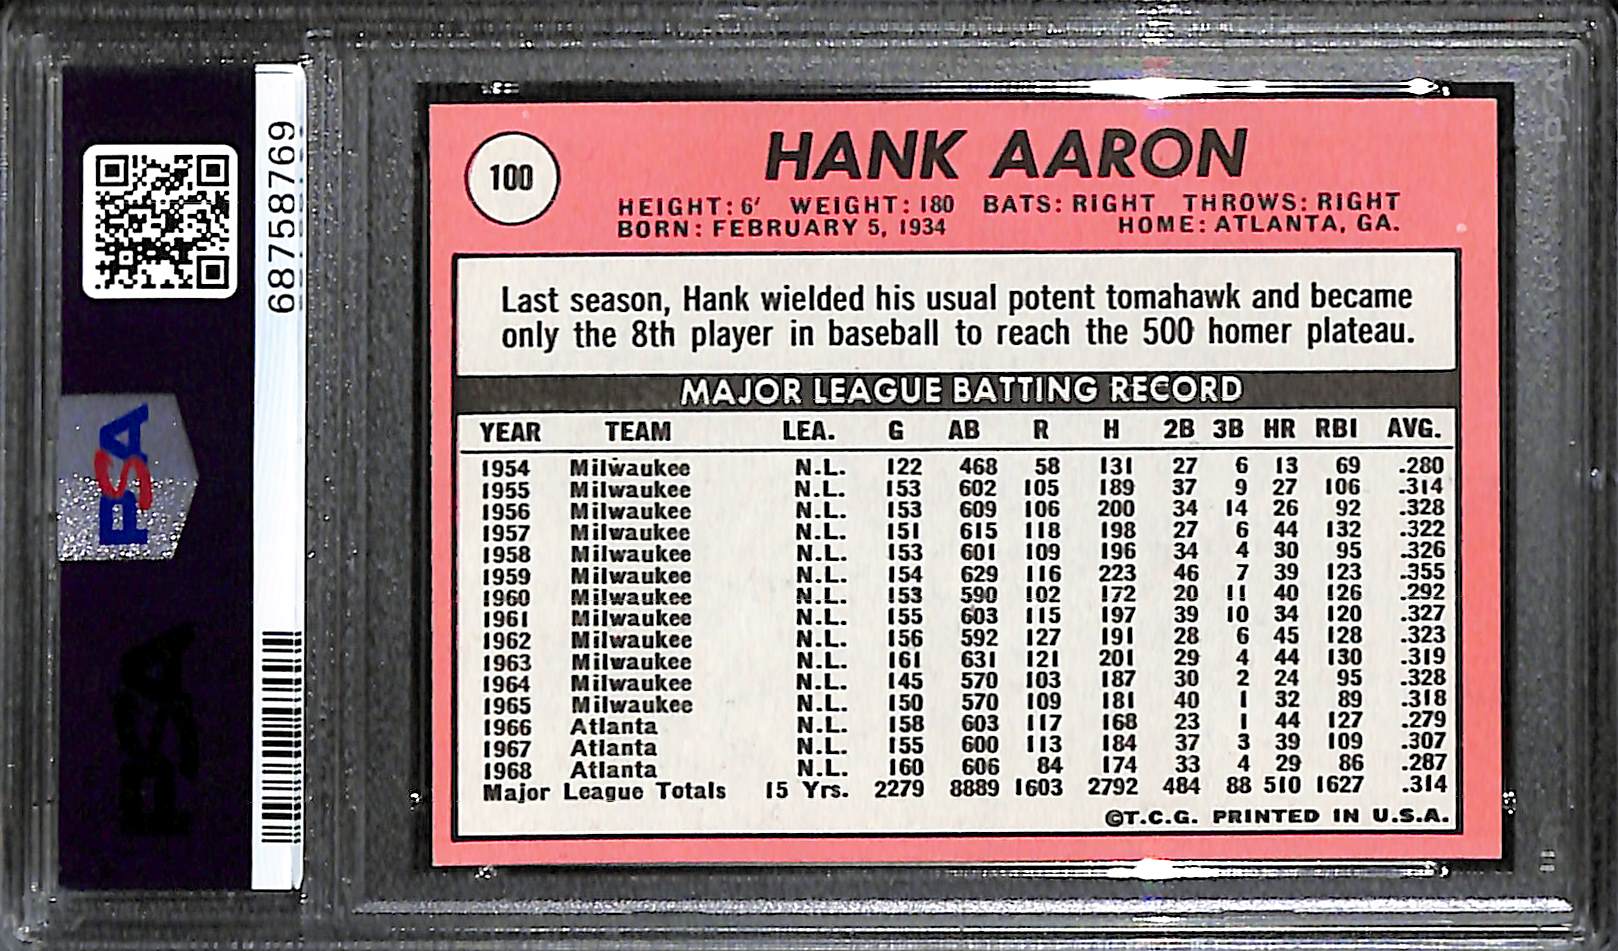 68758769
PSA
PSA
100
HANK AARON
HEIGHT: 6' WEIGHT: 180 BATS: RIGHT THROWS: RIGHT
BORN: FEBRUARY 5, 1934 HOME: ATLANTA, GA.
Last season, Hank wielded his usual potent tomahawk and became
only the 8th player in baseball to reach the 500 homer plateau.
MAJOR LEAGUE BATTING RECORD
YEAR TEAM LEA. G AB R H 2B 3B HR RBI AVG.
1954 Milwaukee N.L. 122 468 58 131 27 6 13 69 .280
1955 Milwaukee N.L. 153 602 105 189 37 9 27 106 .314
1956 Milwaukee N.L. 153 609 106 200 34 14 26 92 .328
1957 Milwaukee N.L. 151 615 118 198 27 6 44 132 .322
1958 Milwaukee N.L. 153 601 109 196 34 4 30 95 .326
1959 Milwaukee N.L. 154 629 116 223 46 7 39 123 .355
1960 Milwaukee N.L. 153 590 102 172 20 11 40 126 .292
1961 Milwaukee N.L. 155 603 115 197 39 10 34 120 .327
1962 Milwaukee N.L. 156 592 127 191 28 6 45 128 .323
1963 Milwaukee N.L. 161 631 121 201 29 4 44 130 .319
1964 Milwaukee N.L. 145 570 103 187 30 2 24 95 .328
1965 Milwaukee N.L. 150 570 109 181 40 1 32 89 .318
1966 Atlanta N.L. 158 603 117 168 23 1 44 127 .279
1967 Atlanta N.L. 155 600 113 184 37 3 39 109 .307
1968 Atlanta N.L. 160 606 84 174 33 4 29 86 .287
Major League Totals 15 Yrs. 2279 8889 1603 2792 484 88 510 1627 .314
©T.C.G. PRINTED IN U.S.A.